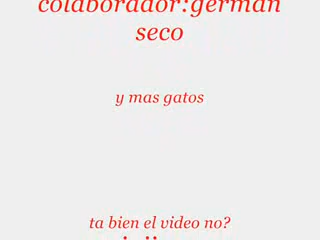 colaborador:german
seco
y mas gatos
ta bien el video no?